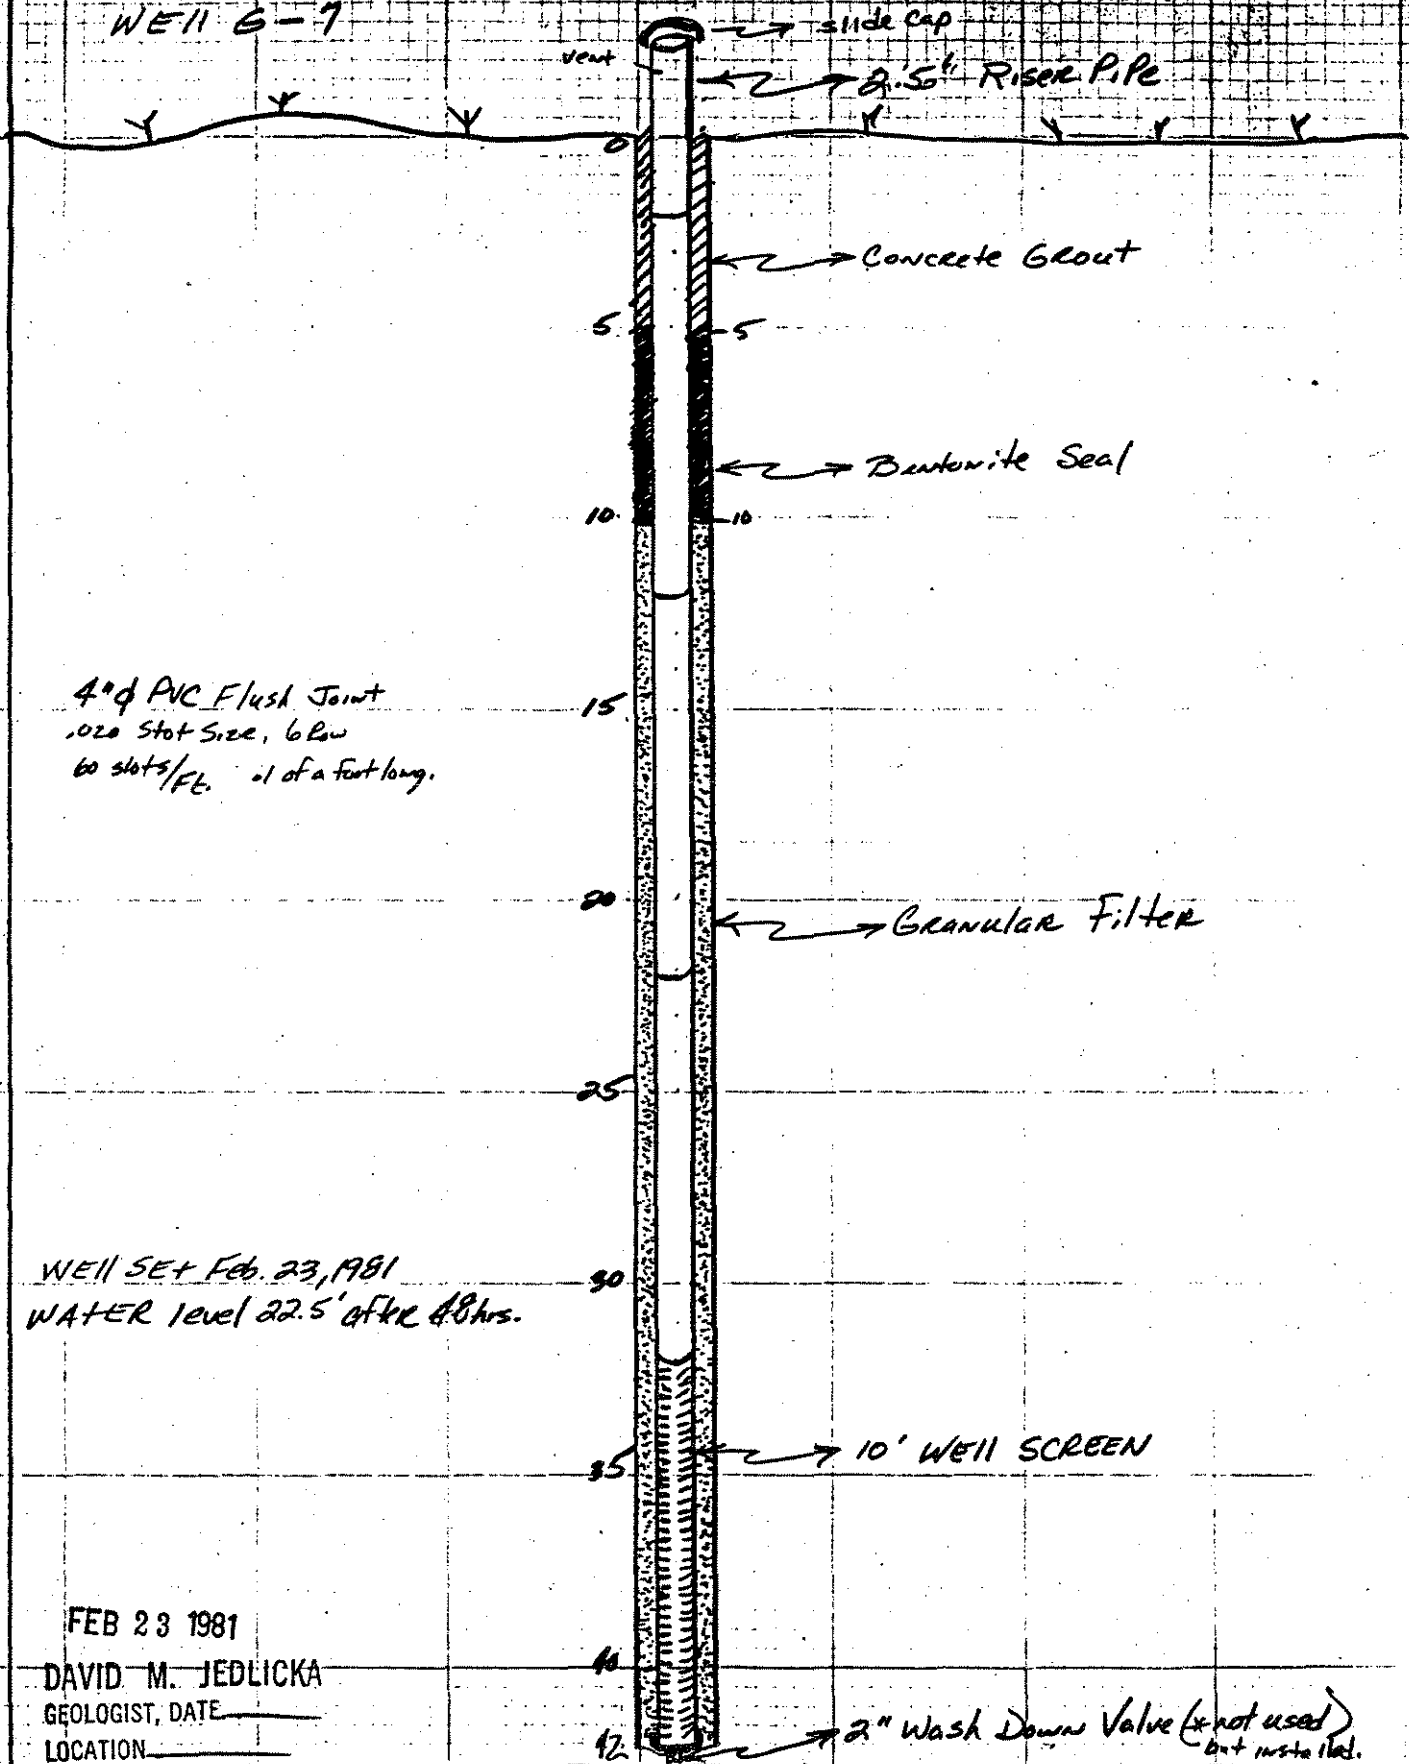 WEll G-7
slide cap
vent
2.5' Riser PiPe
0
Concrete Grout
5
5
Bentonite Seal
10
10
4"φ PVC Flush Joint
.020 Slot Size, 6 Row
60 slots/Ft. .1 of a foot long.
15
20
Granular Filter
25
WEll SEt Feb. 23, 1981
WAtER level 22.5' after 48 hrs.
30
35
10' WEll SCREEN
FEB 23 1981
DAVID M. JEDLICKA
GEOLOGIST, DATE
LOCATION
40
42
2" Wash Down Valve (* not used)
but installed.